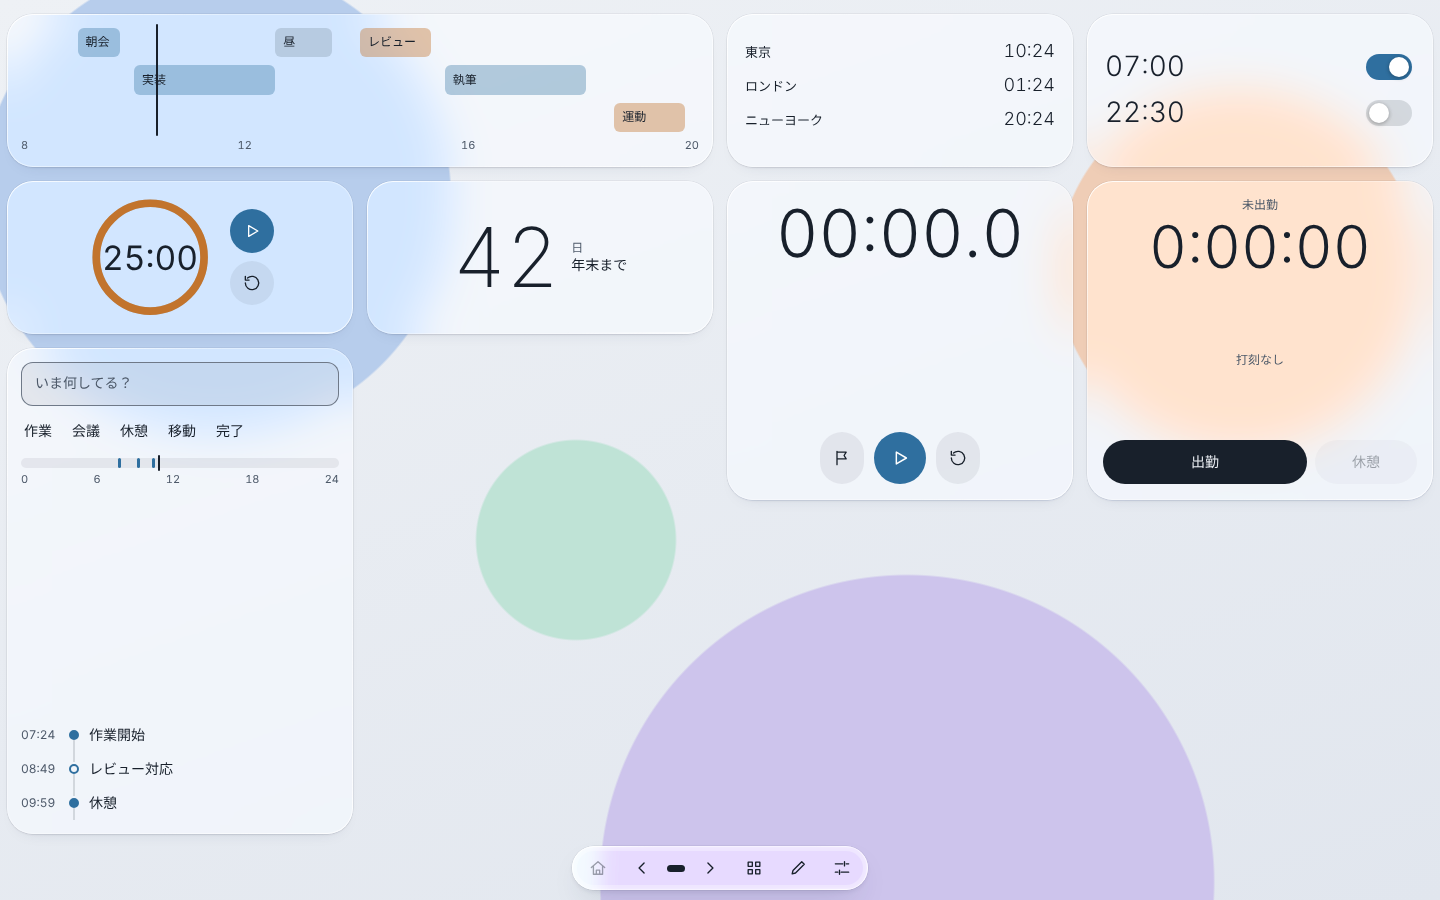 朝会
昼
レビュー
実装
執筆
運動
8
12
16
20
東京
10:24
ロンドン
01:24
ニューヨーク
20:24
07:00
22:30
25:00
42
日
年末まで
00:00.0
未出勤
0:00:00
打刻なし
出勤
休憩
いま何してる？
作業 会議 休憩 移動 完了
0 6 12 18 24
07:24 作業開始
08:49 レビュー対応
09:59 休憩